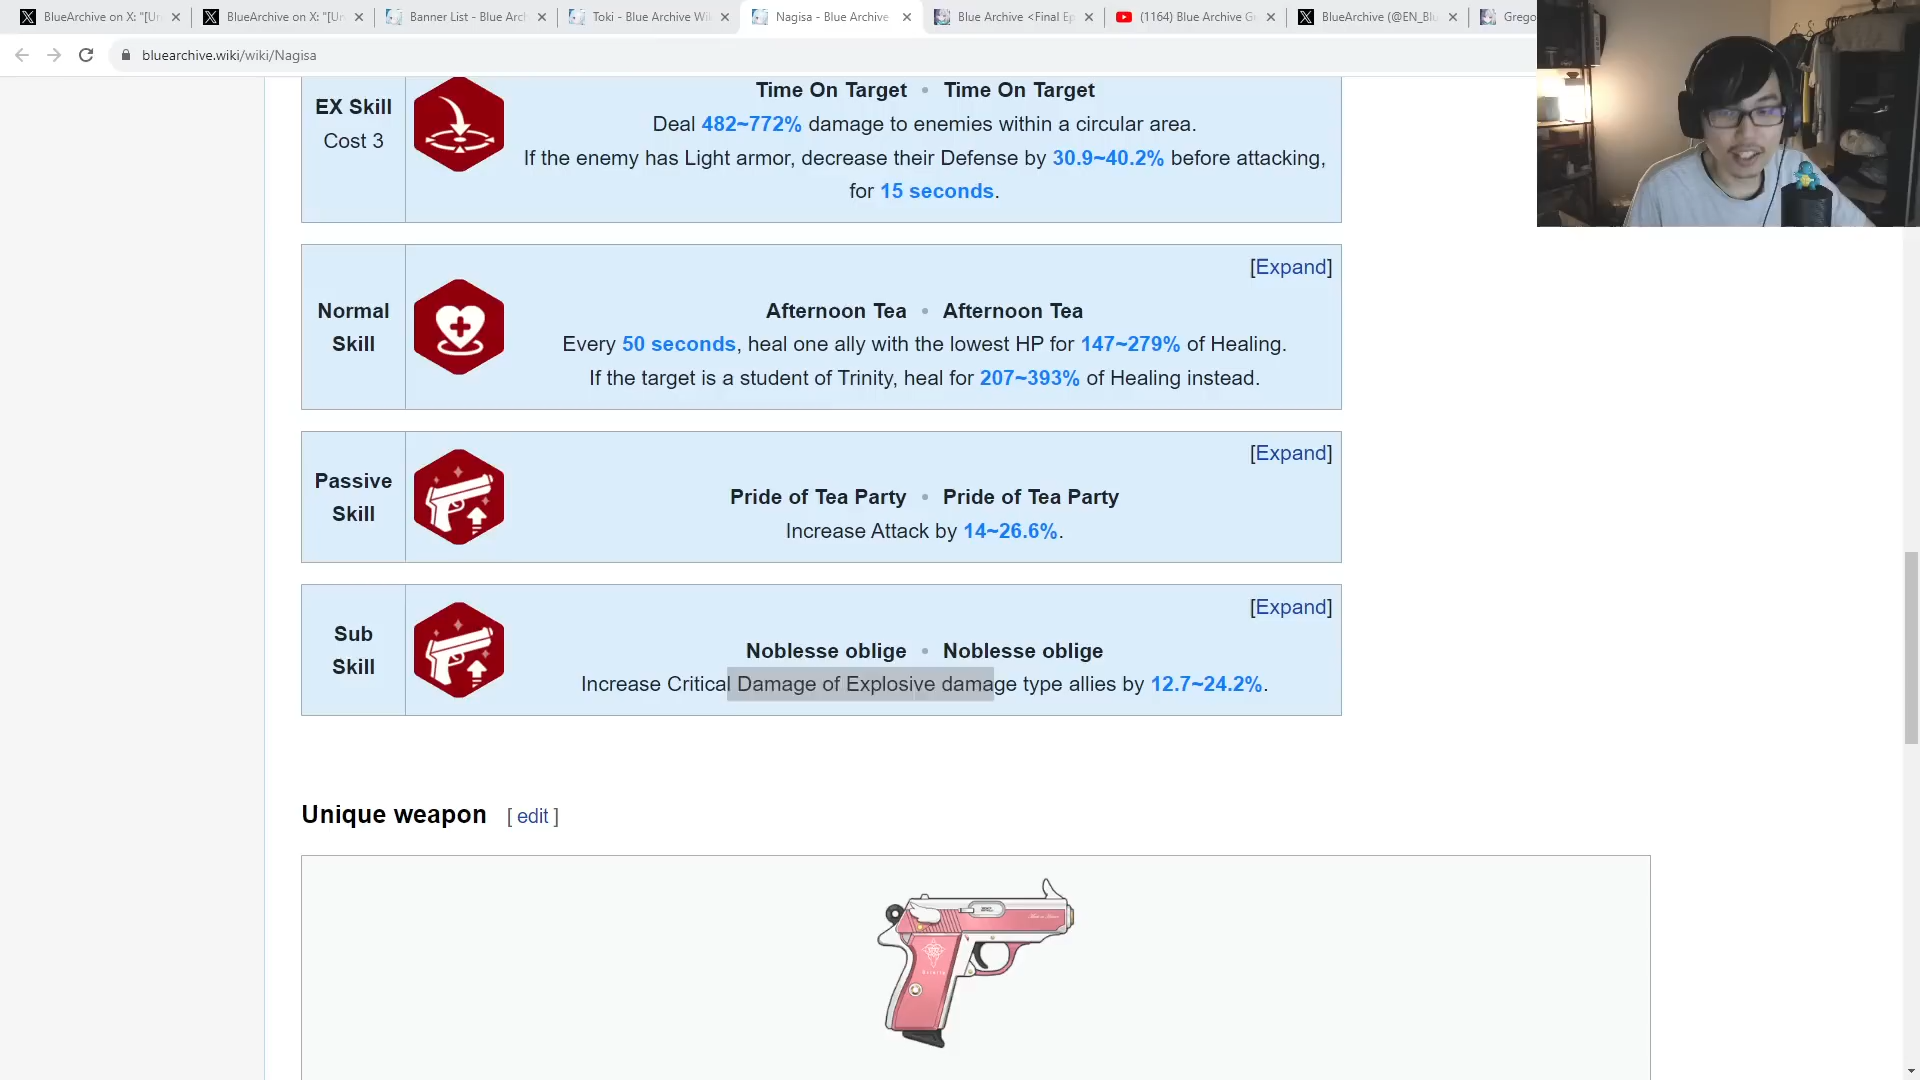 BlueArchive on X: "[Un
BlueArchive on X: "[Un
Banner List - Blue Arc
Toki - Blue Archive Wi
Nagisa - Blue Archive
Blue Archive <Final Ep
(1164) Blue Archive G
BlueArchive (@EN_Blu
Grego
bluearchive.wiki/wiki/Nagisa
EX Skill
Cost 3
Time On Target • Time On Target
Deal 482~772% damage to enemies within a circular area.
If the enemy has Light armor, decrease their Defense by 30.9~40.2% before attacking,
for 15 seconds.
Normal
Skill
[Expand]
Afternoon Tea • Afternoon Tea
Every 50 seconds, heal one ally with the lowest HP for 147~279% of Healing.
If the target is a student of Trinity, heal for 207~393% of Healing instead.
Passive
Skill
[Expand]
Pride of Tea Party • Pride of Tea Party
Increase Attack by 14~26.6%.
Sub
Skill
[Expand]
Noblesse oblige • Noblesse oblige
Increase Critical Damage of Explosive damage type allies by 12.7~24.2%.
Unique weapon [ edit ]